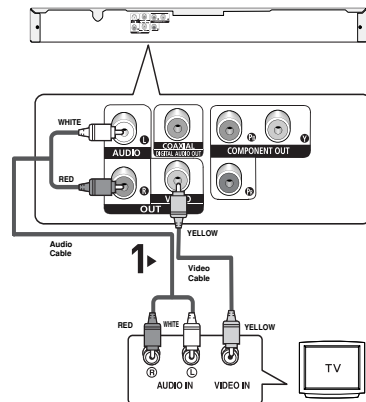 WHITE
L
AUDIO
COAXIAL
DIGITAL AUDIO OUT
PB
Y
COMPONENT OUT
RED
R
VIDEO
PR
OUT
YELLOW
Audio
Cable
1
Video
Cable
RED
WHITE
YELLOW
R
L
AUDIO IN
VIDEO IN
TV